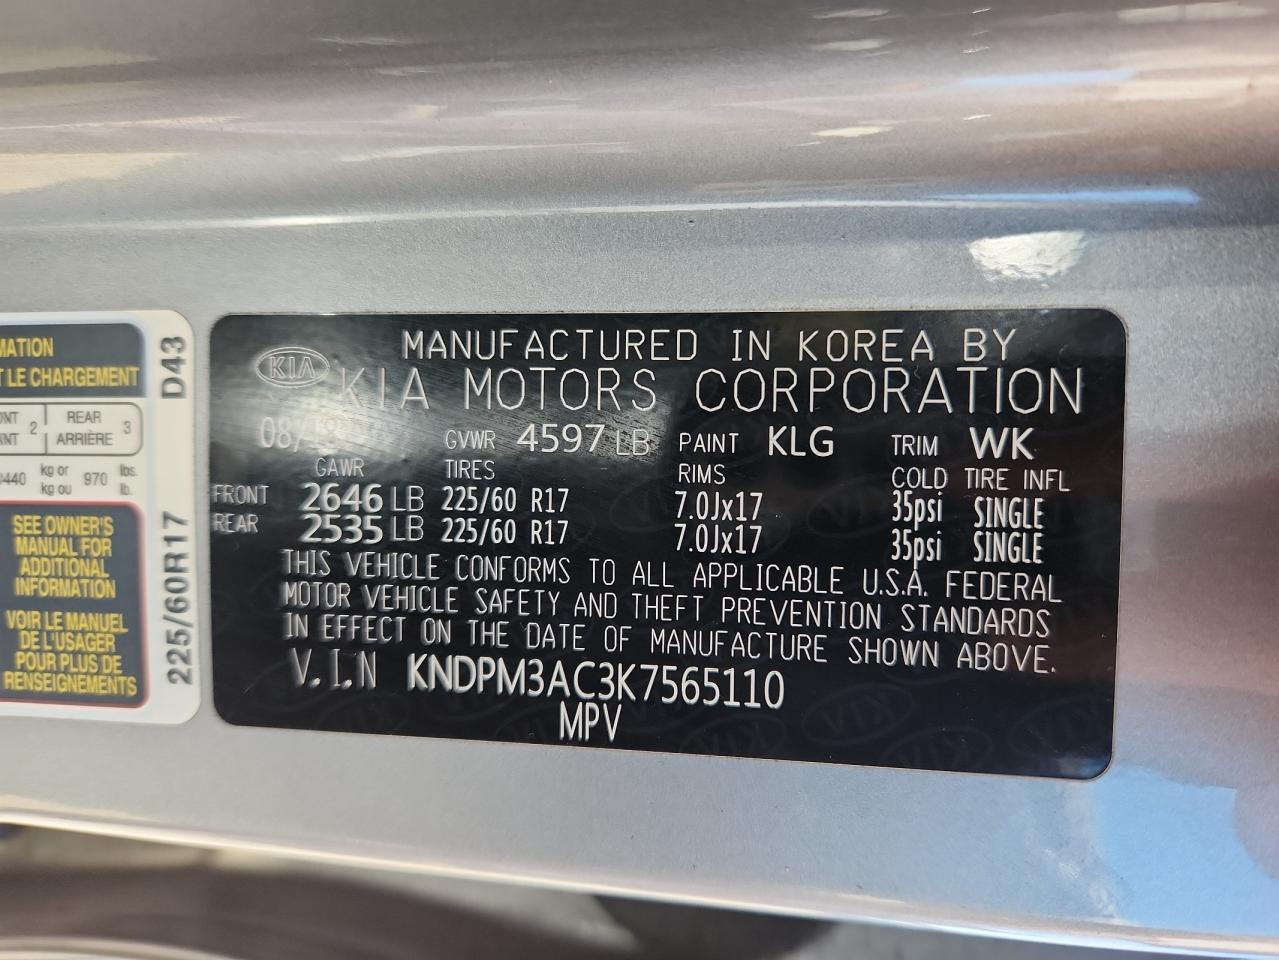 MATION
T LE CHARGEMENT
2 REAR 3
ARRIÈRE
kg or 970 lbs.
kg ou lb.
SEE OWNER'S
MANUAL FOR
ADDITIONAL
INFORMATION
VOIR LE MANUEL
DE L'USAGER
POUR PLUS DE
RENSEIGNEMENTS
D43
225/60R17
MANUFACTURED IN KOREA BY
KIA KIA MOTORS CORPORATION
08/18 GVWR 4597 LB PAINT KLG TRIM WK
GAWR TIRES RIMS COLD TIRE INFL
FRONT 2646 LB 225/60 R17 7.0Jx17 35psi SINGLE
REAR 2535 LB 225/60 R17 7.0Jx17 35psi SINGLE
THIS VEHICLE CONFORMS TO ALL APPLICABLE U.S.A. FEDERAL
MOTOR VEHICLE SAFETY AND THEFT PREVENTION STANDARDS
IN EFFECT ON THE DATE OF MANUFACTURE SHOWN ABOVE.
V.I.N KNDPM3AC3K7565110
MPV